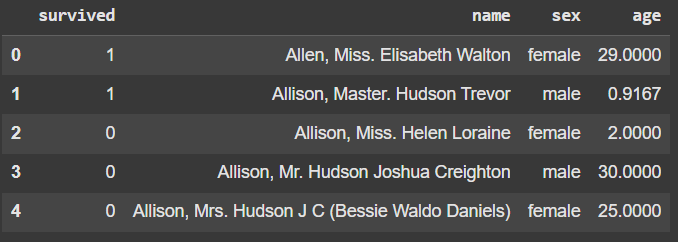 survived name sex age
0 1 Allen, Miss. Elisabeth Walton female 29.0000
1 1 Allison, Master. Hudson Trevor male 0.9167
2 0 Allison, Miss. Helen Loraine female 2.0000
3 0 Allison, Mr. Hudson Joshua Creighton male 30.0000
4 0 Allison, Mrs. Hudson J C (Bessie Waldo Daniels) female 25.0000